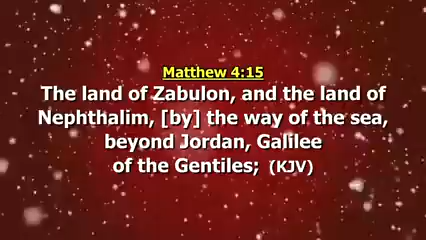 Matthew 4:15
The land of Zabulon, and the land of
Nephthalim, [by] the way of the sea,
beyond Jordan, Galilee
of the Gentiles; (KJV)